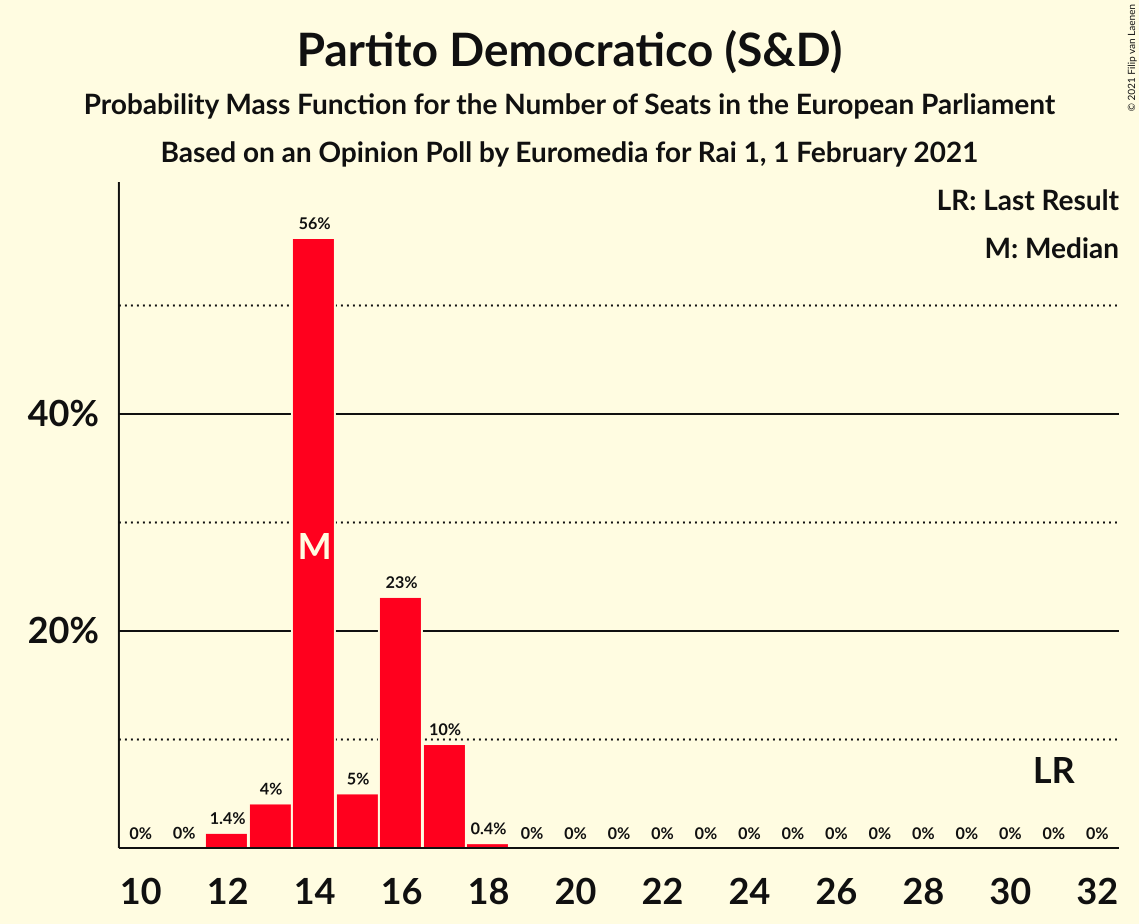 Partito Democratico (S&D)
Probability Mass Function for the Number of Seats in the European Parliament
Based on an Opinion Poll by Euromedia for Rai 1, 1 February 2021
© 2021 Filip van Laenen
LR: Last Result
M: Median
56%
40%
M
23%
20%
10%
LR
5%
4%
1.4%
0.4%
0% 0% 0% 0% 0% 0% 0% 0% 0% 0% 0% 0% 0% 0% 0% 0%
10 12 14 16 18 20 22 24 26 28 30 32